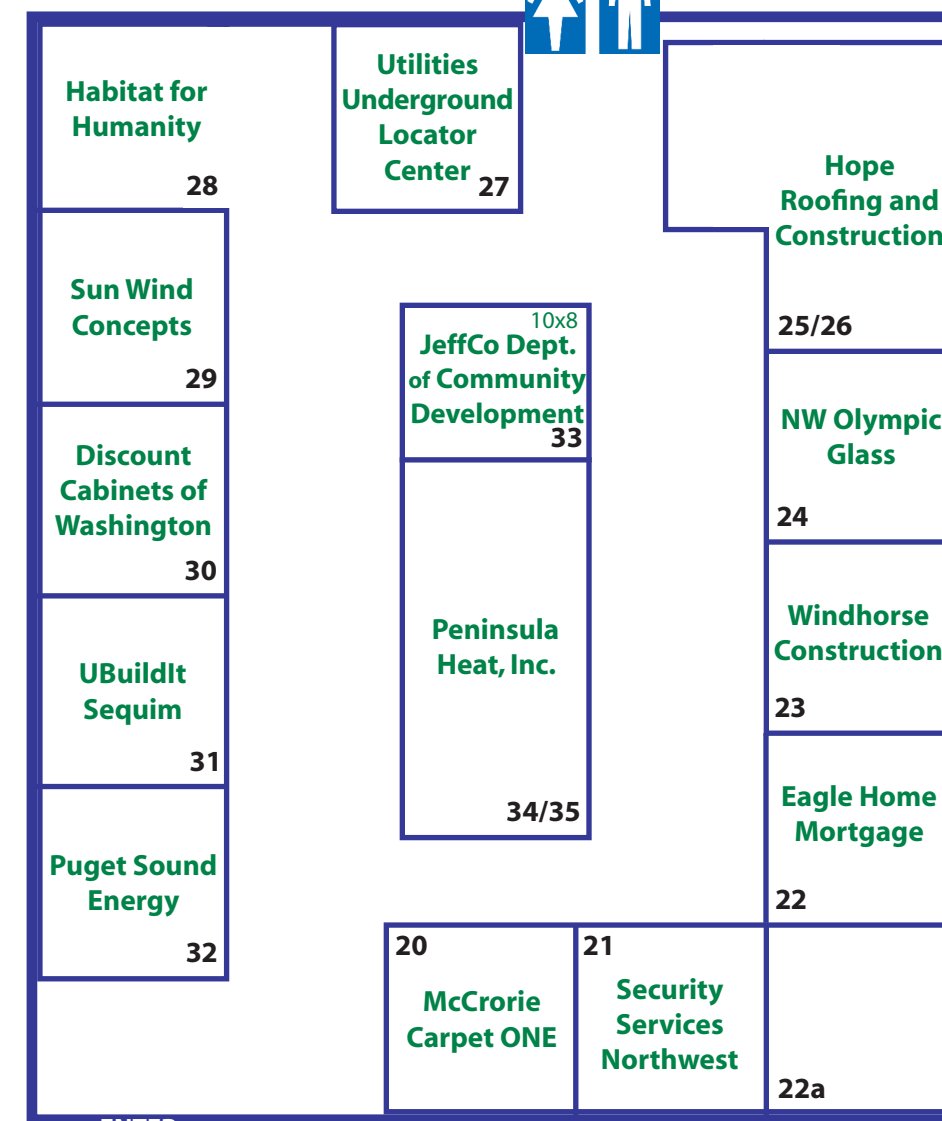 Habitat for
Humanity
28
Utilities
Underground
Locator
Center
27
Hope
Roofing and
Construction
25/26
Sun Wind
Concepts
29
10x8
JeffCo Dept.
of Community
Development
33
NW Olympic
Glass
24
Discount
Cabinets of
Washington
30
Peninsula
Heat, Inc.
34/35
Windhorse
Construction
23
UBuildIt
Sequim
31
Eagle Home
Mortgage
22
Puget Sound
Energy
32
20
McCrorie
Carpet ONE
21
Security
Services
Northwest
22a
ENTER